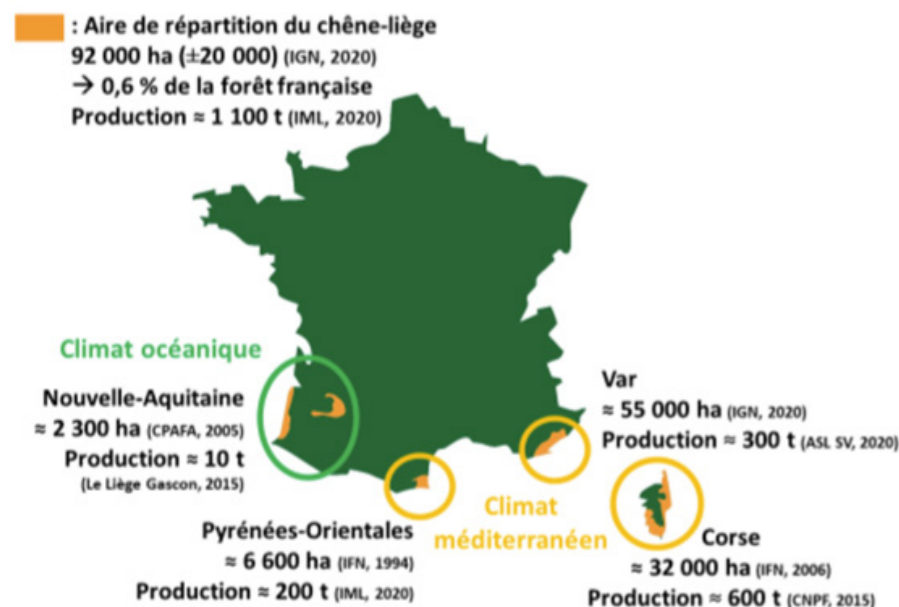 : Aire de répartition du chêne-liège
92 000 ha (±20 000) (IGN, 2020)
→ 0,6 % de la forêt française
Production ≈ 1 100 t (IML, 2020)
Climat océanique
Nouvelle-Aquitaine
≈ 2 300 ha (CPAFA, 2005)
Production ≈ 10 t
(Le Liège Gascon, 2015)
Var
≈ 55 000 ha (IGN, 2020)
Production ≈ 300 t (ASL SV, 2020)
Climat
méditerranéen
Pyrénées-Orientales
≈ 6 600 ha (IFN, 1994)
Production ≈ 200 t (IML, 2020)
Corse
≈ 32 000 ha (IFN, 2006)
Production ≈ 600 t (CNPF, 2015)